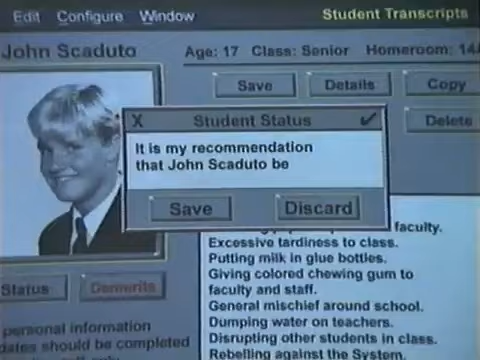 Edit Configure Window Student Transcripts
John Scaduto
Age: 17 Class: Senior Homeroom:
Save Details Copy
Delete
X Student Status ✓
It is my recommendation
that John Scaduto be
Save Discard
faculty.
Excessive tardiness to class.
Putting milk in glue bottles.
Giving colored chewing gum to
faculty and staff.
General mischief around school.
Dumping water on teachers.
Disrupting other students in class.
Rebelling against the System.
Status Demerits
personal information
dates should be completed